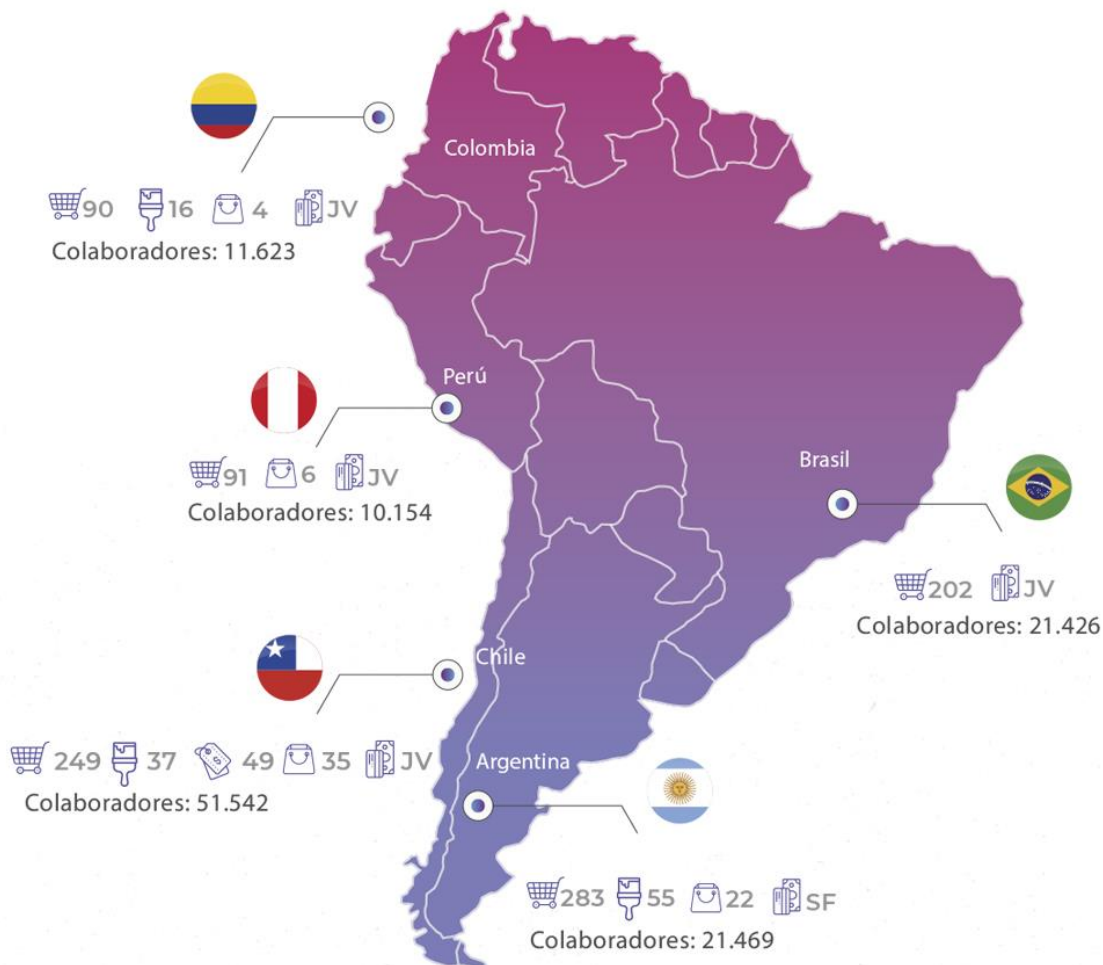 Colombia
90 16 4 JV
Colaboradores: 11.623
Perú
91 6 JV
Colaboradores: 10.154
Brasil
202 JV
Colaboradores: 21.426
Chile
249 37 49 35 JV
Colaboradores: 51.542
Argentina
283 55 22 SF
Colaboradores: 21.469